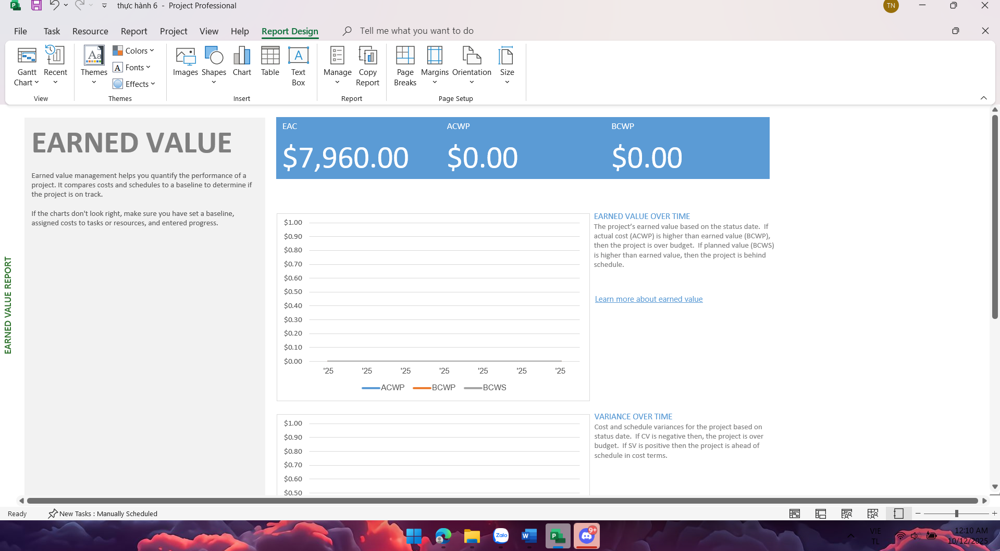 thực hành 6 - Project Professional
TN
File Task Resource Report Project View Help Report Design Tell me what you want to do
Gantt Chart
Recent
View
Themes
Colors
Fonts
Effects
Themes
Images
Shapes
Chart
Table
Text Box
Insert
Manage
Copy Report
Report
Page Breaks
Margins
Orientation
Size
Page Setup
EARNED VALUE REPORT
EARNED VALUE
Earned value management helps you quantify the performance of a
project. It compares costs and schedules to a baseline to determine if
the project is on track.
If the charts don't look right, make sure you have set a baseline,
assigned costs to tasks or resources, and entered progress.
EAC ACWP BCWP
$7,960.00 $0.00 $0.00
$1.00
$0.90
$0.80
$0.70
$0.60
$0.50
$0.40
$0.30
$0.20
$0.10
$0.00
'25 '25 '25 '25 '25 '25 '25
ACWP BCWP BCWS
EARNED VALUE OVER TIME
The project’s earned value based on the status date. If
actual cost (ACWP) is higher than earned value (BCWP),
then the project is over budget. If planned value (BCWS)
is higher than earned value, then the project is behind
schedule.
Learn more about earned value
$1.00
$0.90
$0.80
$0.70
$0.60
$0.50
VARIANCE OVER TIME
Cost and schedule variances for the project based on
status date. If CV is negative then, the project is over
budget. If SV is positive then the project is ahead of
schedule in cost terms.
Ready
New Tasks : Manually Scheduled
Zalo
9+
VIE
TL
12:10 AM
10/12/2025